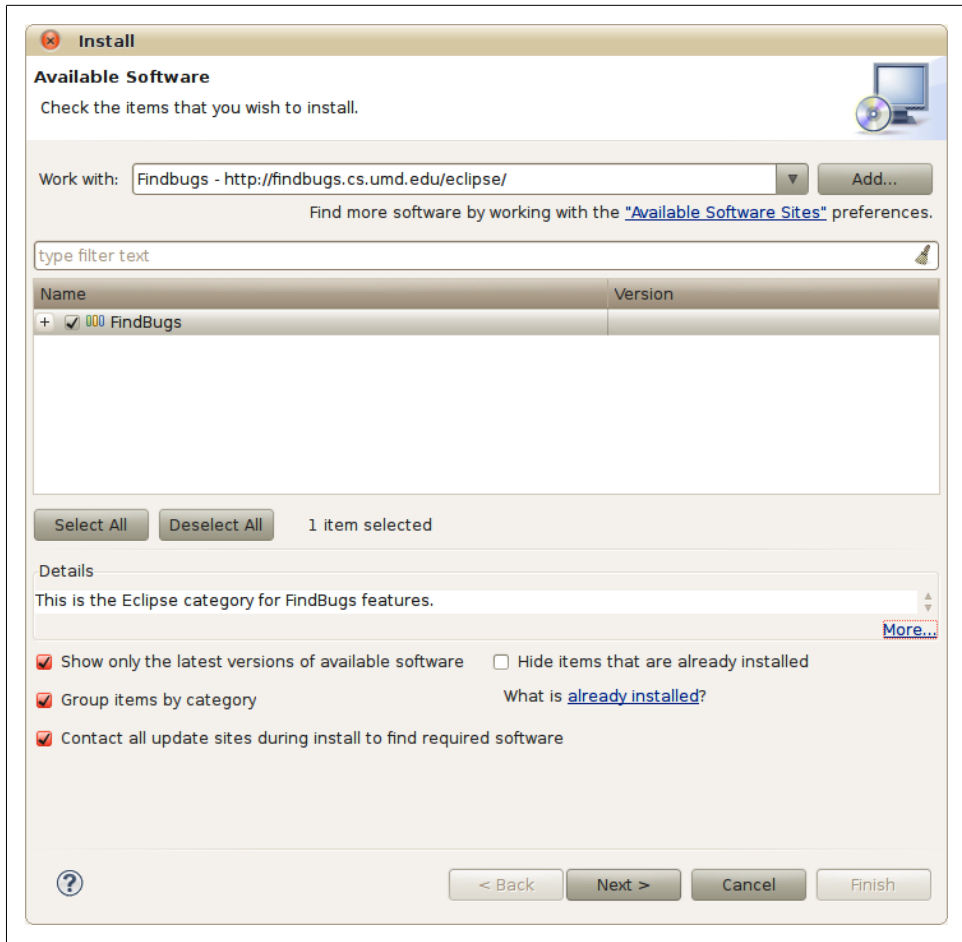 Install
Available Software
Check the items that you wish to install.
Work with: Findbugs - http://findbugs.cs.umd.edu/eclipse/ Add...
Find more software by working with the "Available Software Sites" preferences.
type filter text
Name Version
FindBugs
Select All Deselect All 1 item selected
Details
This is the Eclipse category for FindBugs features.
More...
Show only the latest versions of available software Hide items that are already installed
Group items by category What is already installed?
Contact all update sites during install to find required software
? < Back Next > Cancel Finish